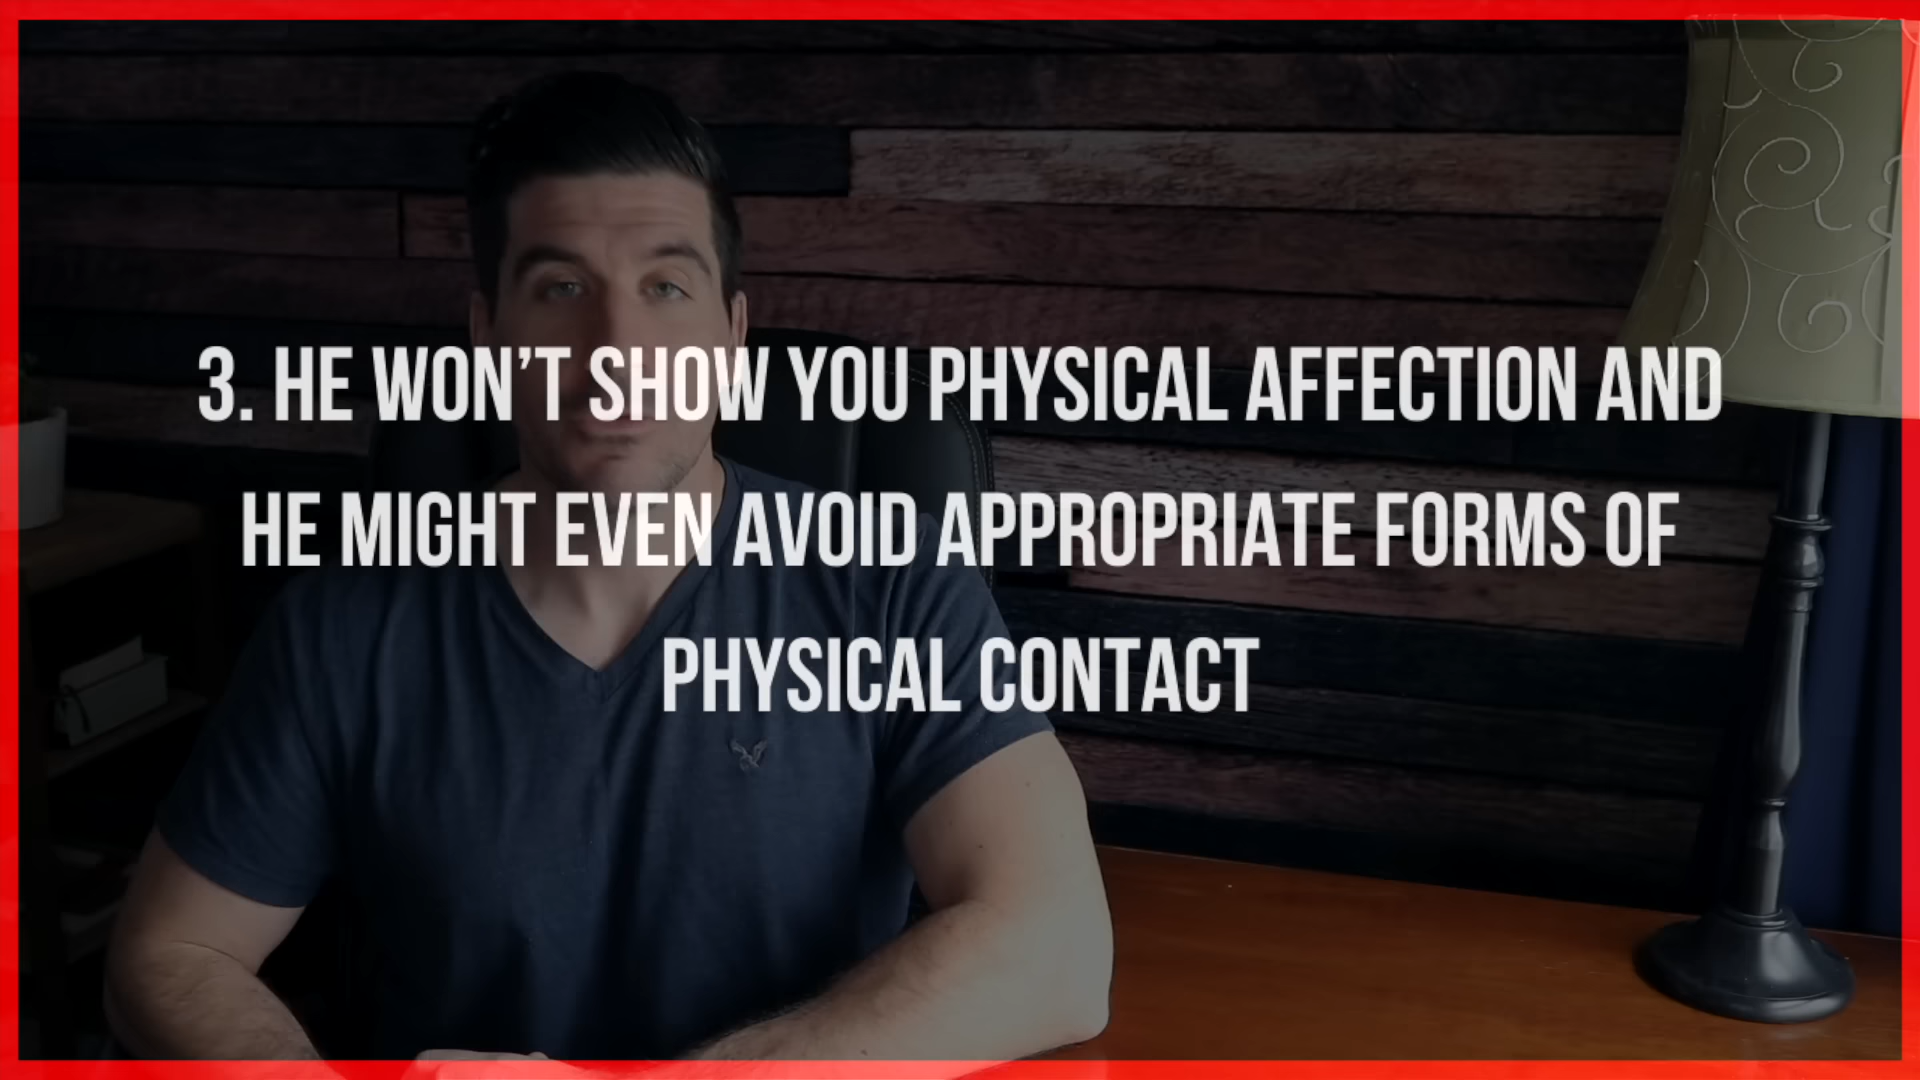 3. HE WON'T SHOW YOU PHYSICAL AFFECTION AND
HE MIGHT EVEN AVOID APPROPRIATE FORMS OF
PHYSICAL CONTACT